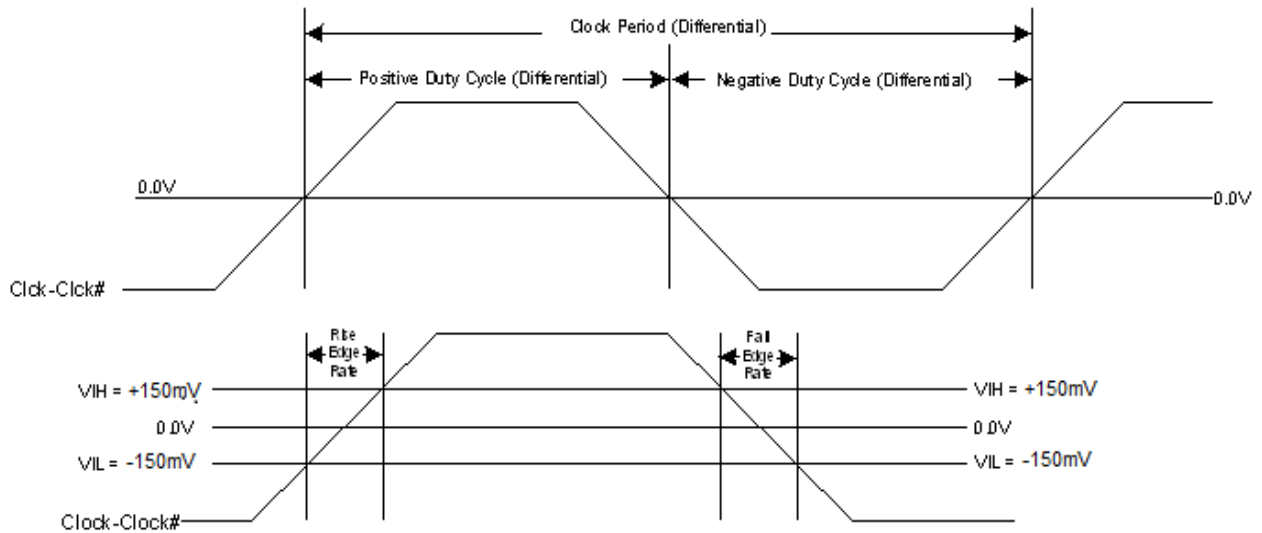 Clock Period (Differential)
Positive Duty Cycle (Differential)
Negative Duty Cycle (Differential)
0.0V
0.0V
Clck-Clck#
Rise
Edge
Rate
Fall
Edge
Rate
VIH = +150mV
VIH = +150mV
0.0V
0.0V
VIL = -150mV
VIL = -150mV
Clock-Clock#